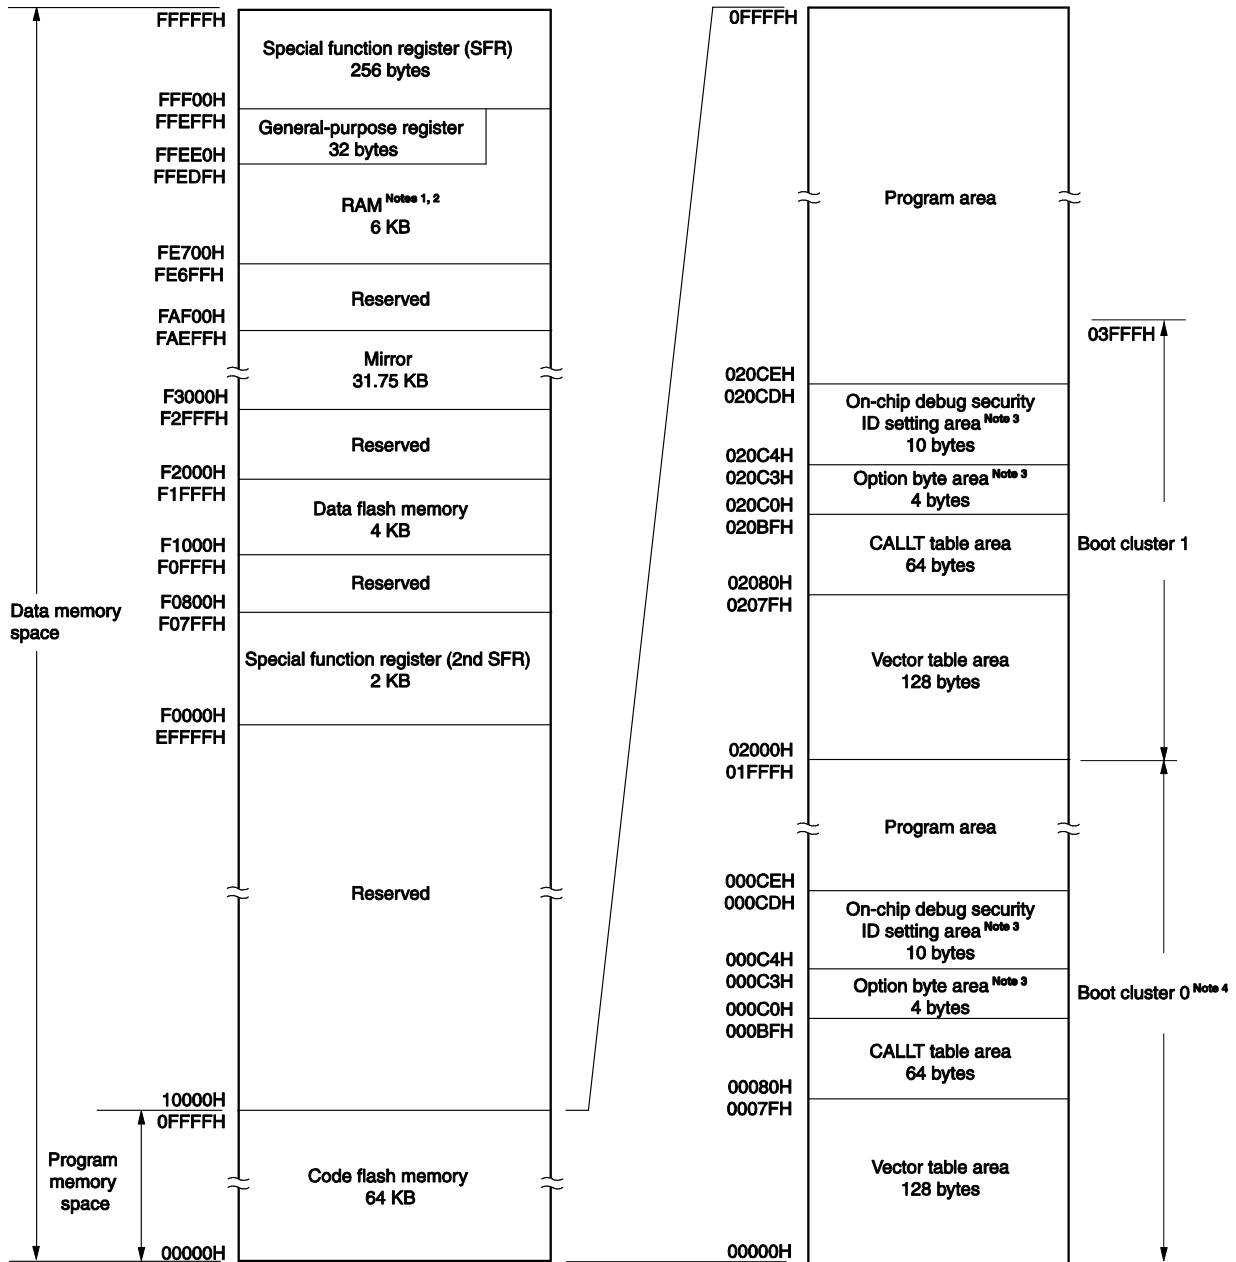 FFFFFH
Special function register (SFR)
256 bytes
FFF00H
FFEFFH
General-purpose register
32 bytes
FFEE0H
FFEDFH
RAM Notes 1, 2
6 KB
FE700H
FE6FFH
Reserved
FAF00H
FAEFFH
Mirror
31.75 KB
F3000H
F2FFFH
Reserved
F2000H
F1FFFH
Data flash memory
4 KB
F1000H
F0FFFH
Reserved
F0800H
F07FFH
Data memory
space
Special function register (2nd SFR)
2 KB
F0000H
EFFFFH
Reserved
10000H
0FFFFH
Program
memory
space
Code flash memory
64 KB
00000H
0FFFFH
Program area
03FFFH
020CEH
020CDH
On-chip debug security
ID setting area Note 3
10 bytes
020C4H
020C3H
Option byte area Note 3
4 bytes
020C0H
020BFH
CALLT table area
64 bytes
Boot cluster 1
02080H
0207FH
Vector table area
128 bytes
02000H
01FFFH
Program area
000CEH
000CDH
On-chip debug security
ID setting area Note 3
10 bytes
000C4H
000C3H
Option byte area Note 3
4 bytes
Boot cluster 0 Note 4
000C0H
000BFH
CALLT table area
64 bytes
00080H
0007FH
Vector table area
128 bytes
00000H